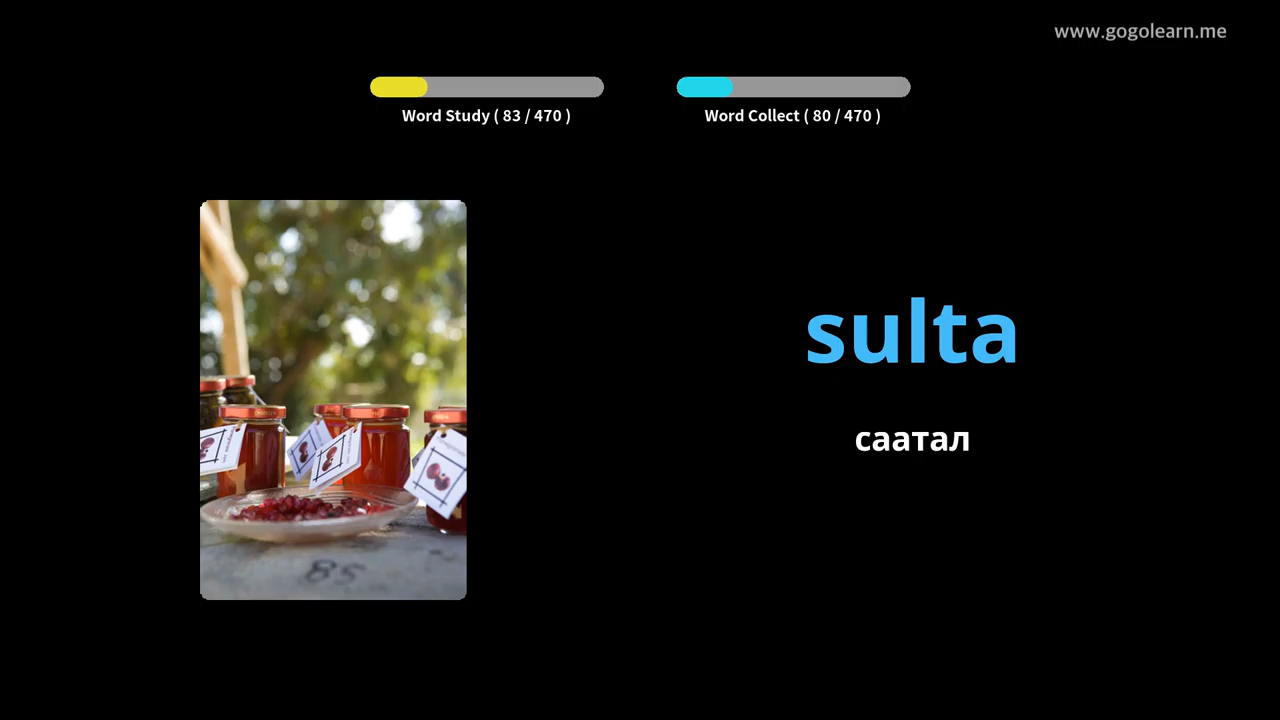 www.gogolearn.me
Word Study ( 83 / 470 )
Word Collect ( 80 / 470 )
sulta
саатал
85